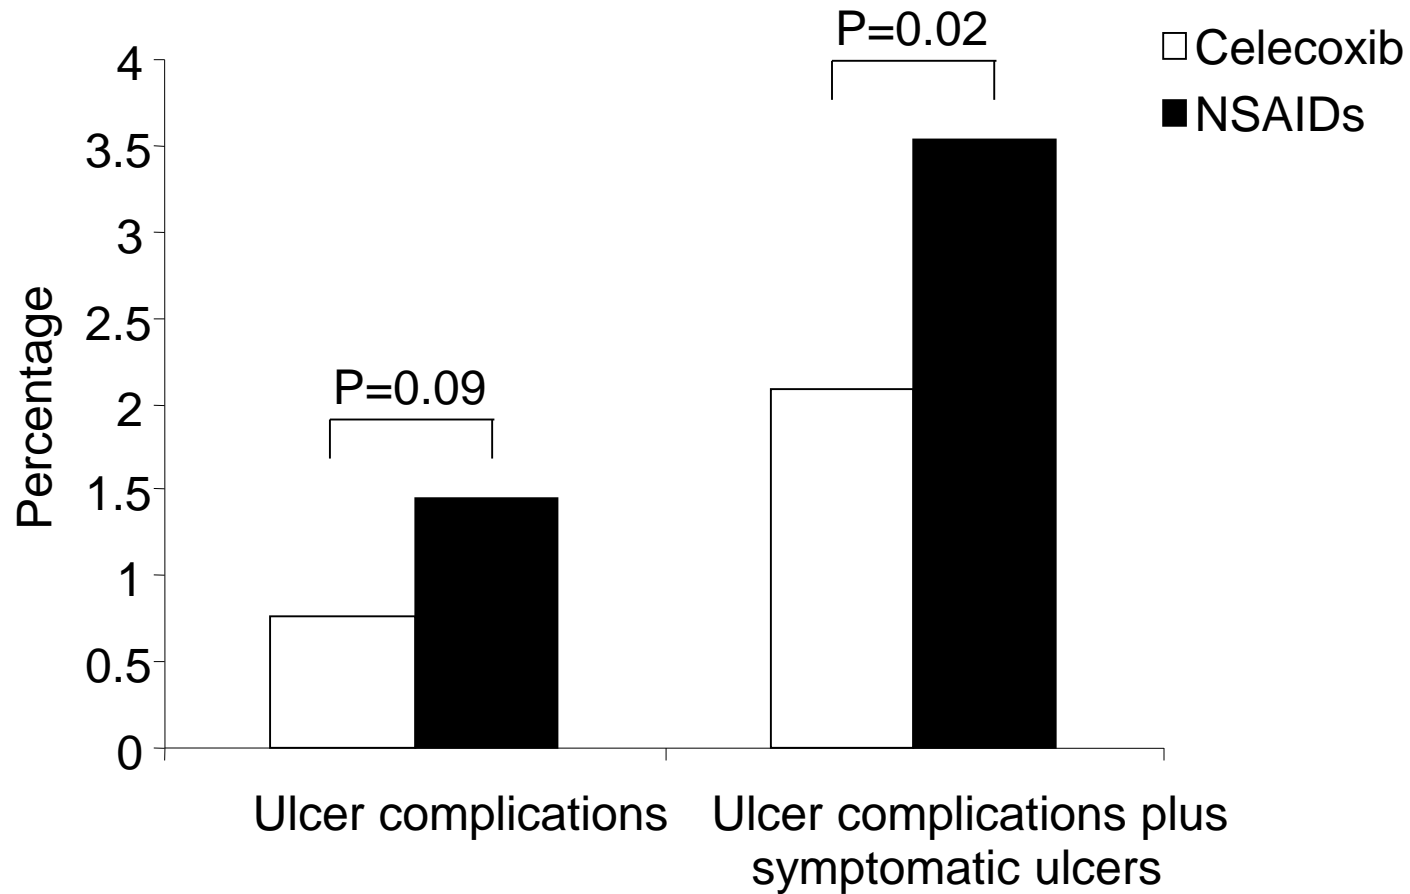 P=0.02
Celecoxib
NSAIDs
4
3.5
3
2.5
2
1.5
1
0.5
0
Percentage
P=0.09
Ulcer complications
Ulcer complications plus
symptomatic ulcers